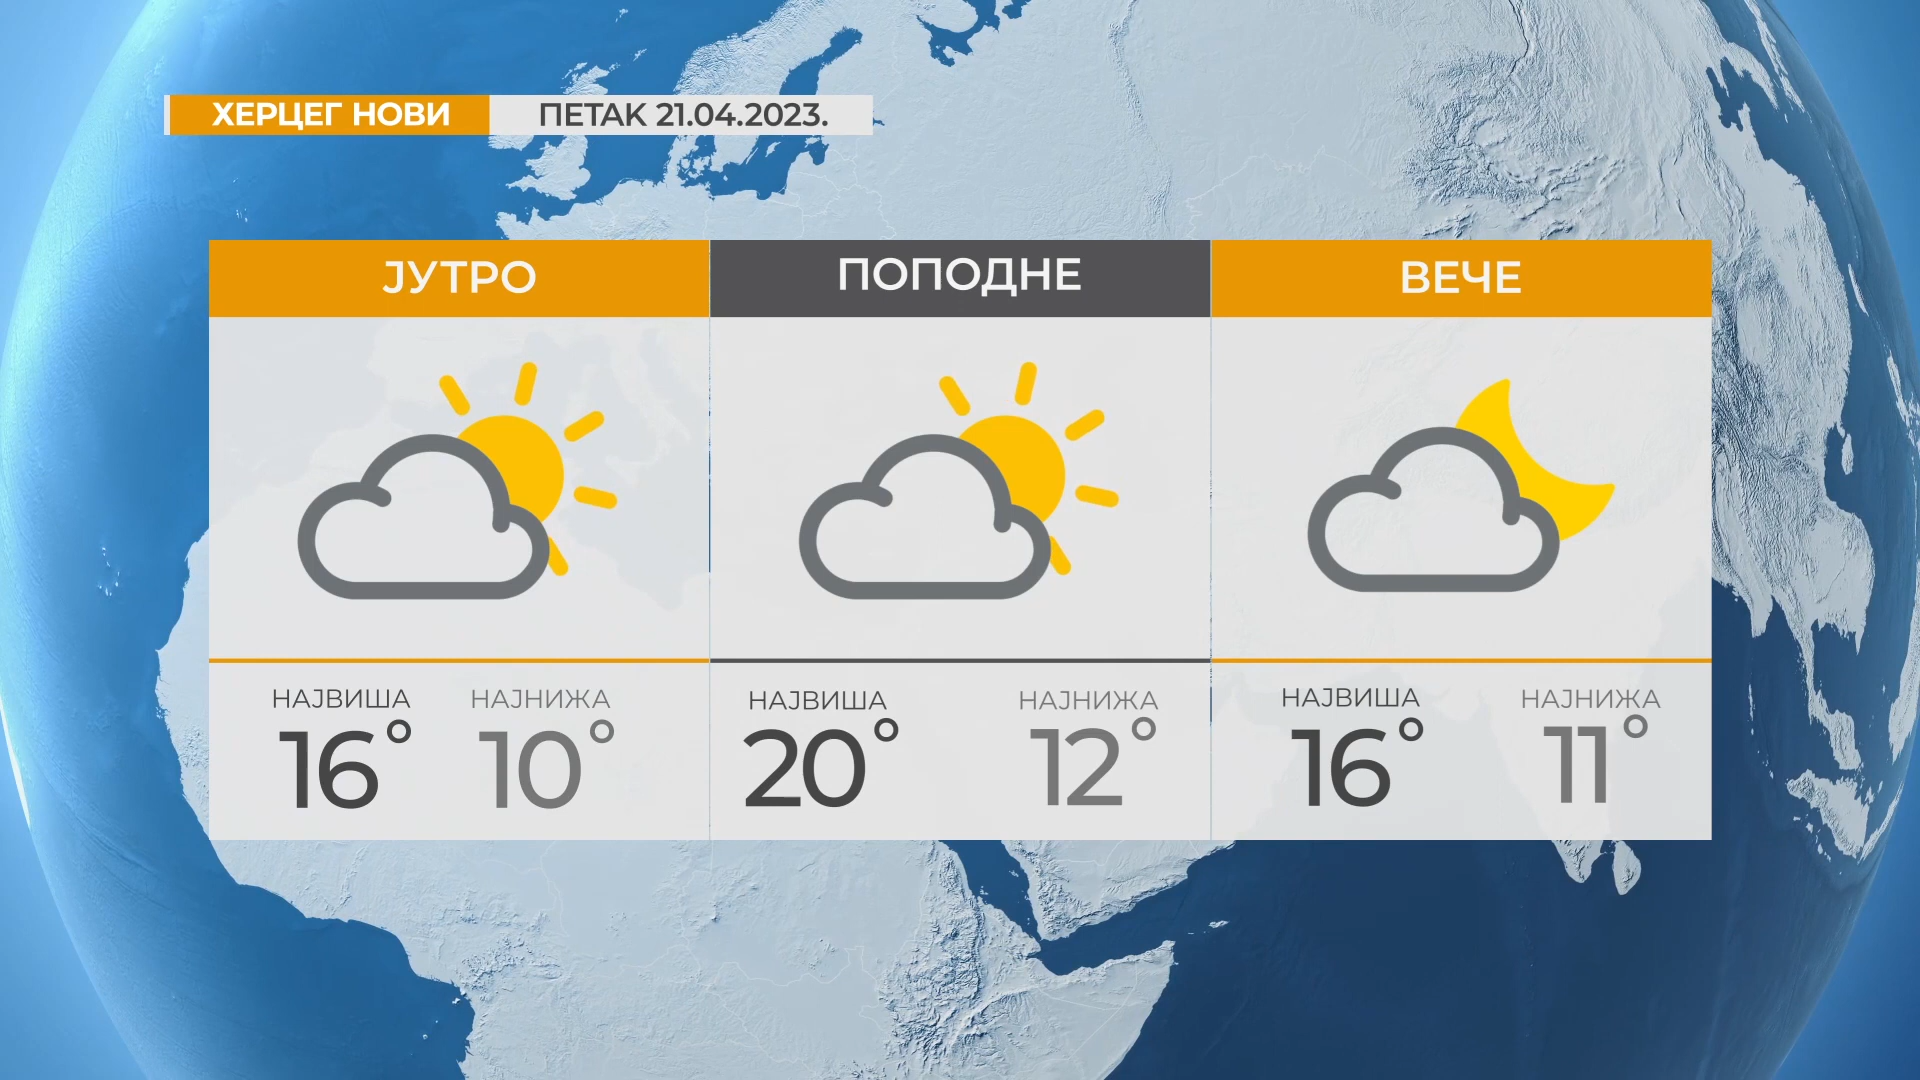 ХЕРЦЕГ НОВИ
ПЕТАК 21.04.2023.
ЈУТРО
ПОПОДНЕ
ВЕЧЕ
НАЈВИША НАЈНИЖА
16° 10°
НАЈВИША НАЈНИЖА
20° 12°
НАЈВИША НАЈНИЖА
16° 11°